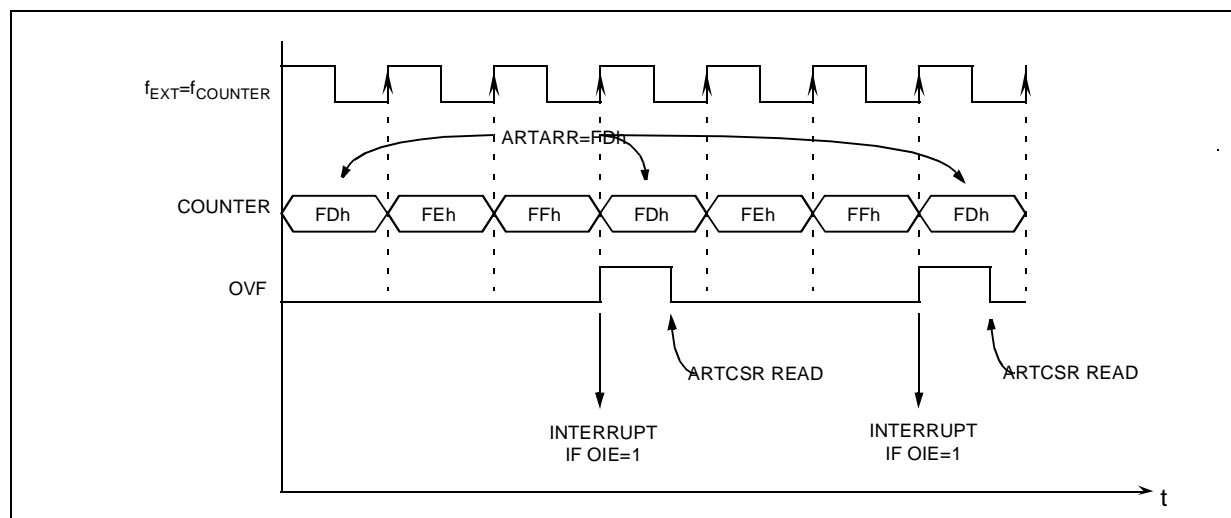 fEXT=fCOUNTER
ARTARR=FDh
COUNTER
FDh FEh FFh FDh FEh FFh FDh
OVF
ARTCSR READ
ARTCSR READ
INTERRUPT
IF OIE=1
INTERRUPT
IF OIE=1
t